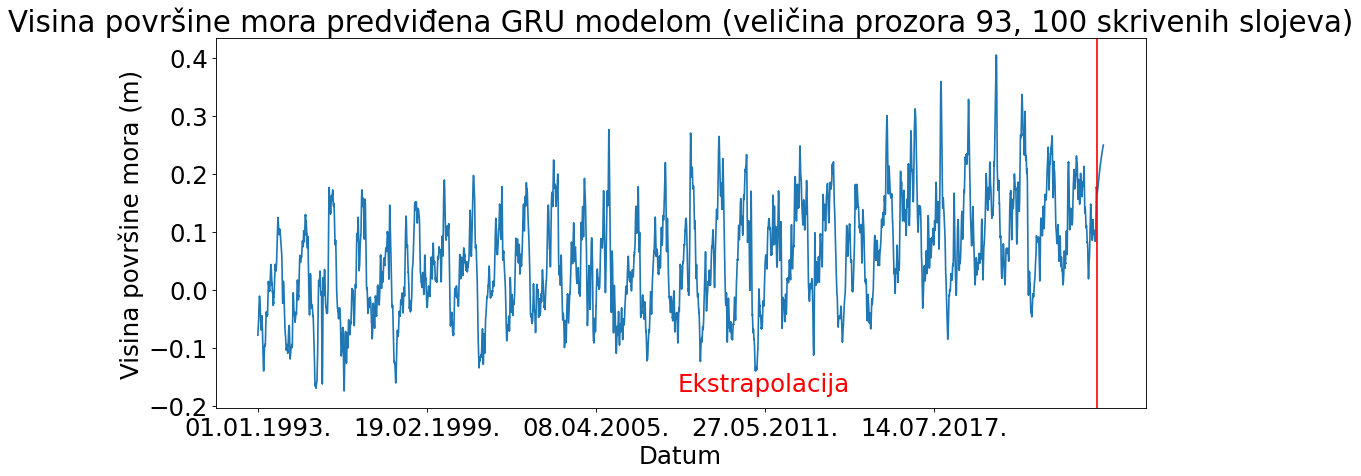 Visina površine mora predviđena GRU modelom (veličina prozora 93, 100 skrivenih slojeva)
Visina površine mora (m)
0.4
0.3
0.2
0.1
0.0
−0.1
−0.2
Ekstrapolacija
01.01.1993. 19.02.1999. 08.04.2005. 27.05.2011. 14.07.2017.
Datum